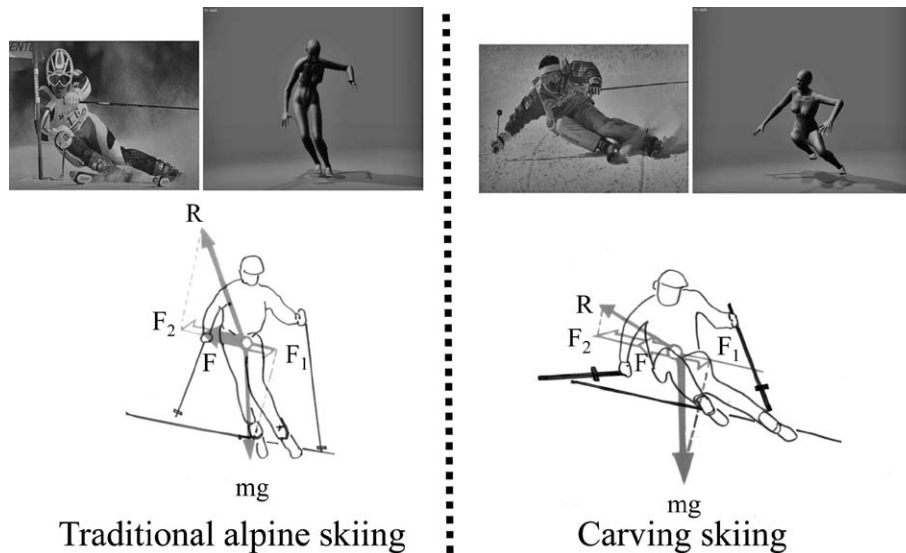 R
F₂
F
F₁
mg
Traditional alpine skiing
R
F₂
F
F₁
mg
Carving skiing